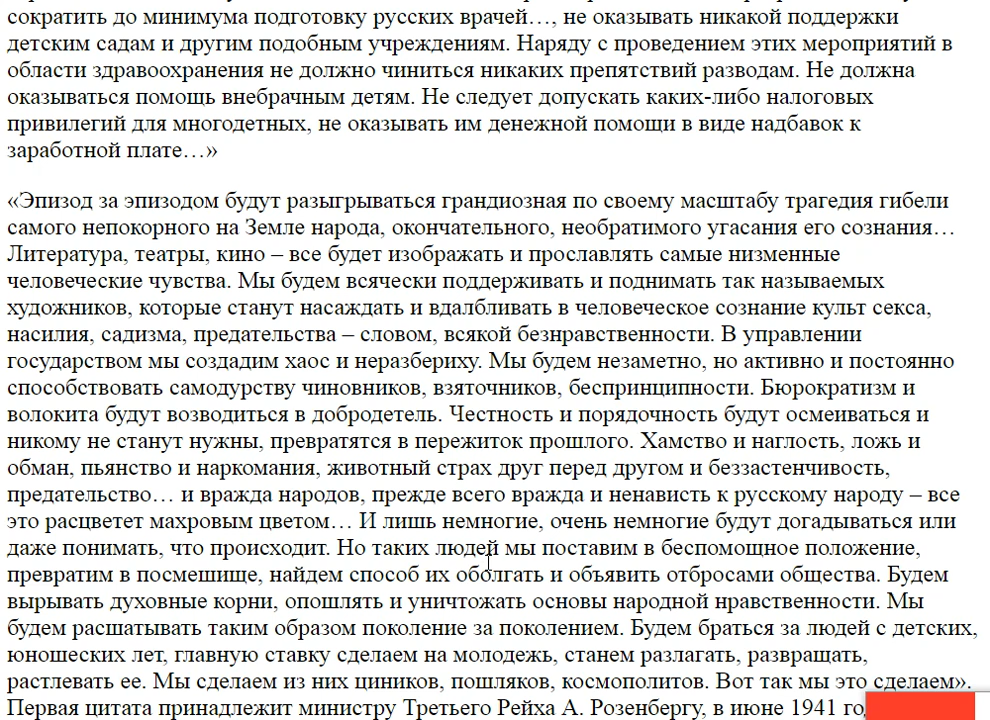 сократить до минимума подготовку русских врачей…, не оказывать никакой поддержки
детским садам и другим подобным учреждениям. Наряду с проведением этих мероприятий в
области здравоохранения не должно чиниться никаких препятствий разводам. Не должна
оказываться помощь внебрачным детям. Не следует допускать каких-либо налоговых
привилегий для многодетных, не оказывать им денежной помощи в виде надбавок к
заработной плате…»
«Эпизод за эпизодом будут разыгрываться грандиозная по своему масштабу трагедия гибели
самого непокорного на Земле народа, окончательного, необратимого угасания его сознания…
Литература, театры, кино – все будет изображать и прославлять самые низменные
человеческие чувства. Мы будем всячески поддерживать и поднимать так называемых
художников, которые станут насаждать и вдалбливать в человеческое сознание культ секса,
насилия, садизма, предательства – словом, всякой безнравственности. В управлении
государством мы создадим хаос и неразбериху. Мы будем незаметно, но активно и постоянно
способствовать самодурству чиновников, взяточников, беспринципности. Бюрократизм и
волокита будут возводиться в добродетель. Честность и порядочность будут осмеиваться и
никому не станут нужны, превратятся в пережиток прошлого. Хамство и наглость, ложь и
обман, пьянство и наркомания, животный страх друг перед другом и беззастенчивость,
предательство… и вражда народов, прежде всего вражда и ненависть к русскому народу – все
это расцветет махровым цветом… И лишь немногие, очень немногие будут догадываться или
даже понимать, что происходит. Но таких людей мы поставим в беспомощное положение,
превратим в посмешище, найдем способ их оболгать и объявить отбросами общества. Будем
вырывать духовные корни, опошлять и уничтожать основы народной нравственности. Мы
будем расшатывать таким образом поколение за поколением. Будем браться за людей с детских,
юношеских лет, главную ставку сделаем на молодежь, станем разлагать, развращать,
растлевать ее. Мы сделаем из них циников, пошляков, космополитов. Вот так мы это сделаем».
Первая цитата принадлежит министру Третьего Рейха А. Розенбергу, в июне 1941